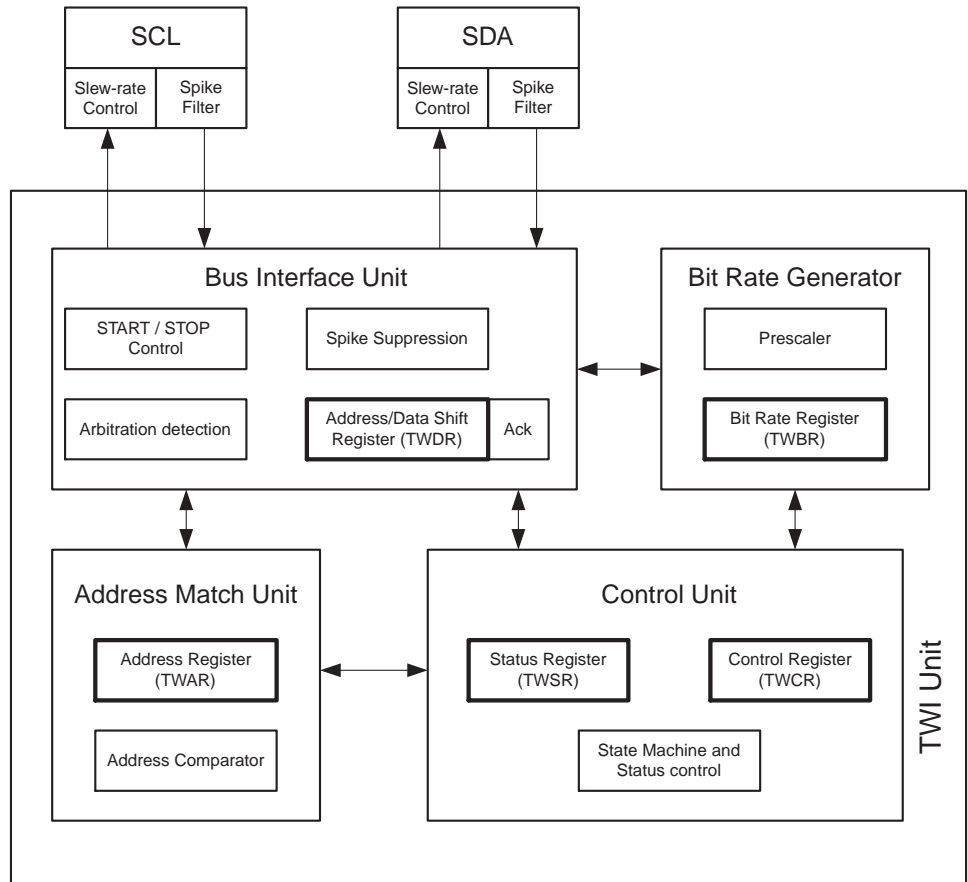 SCL
SDA
Slew-rate
Control
Spike
Filter
Slew-rate
Control
Spike
Filter
Bus Interface Unit
START / STOP
Control
Spike Suppression
Arbitration detection
Address/Data Shift
Register (TWDR)
Ack
Bit Rate Generator
Prescaler
Bit Rate Register
(TWBR)
Address Match Unit
Address Register
(TWAR)
Address Comparator
Control Unit
Status Register
(TWSR)
Control Register
(TWCR)
State Machine and
Status control
TWI Unit